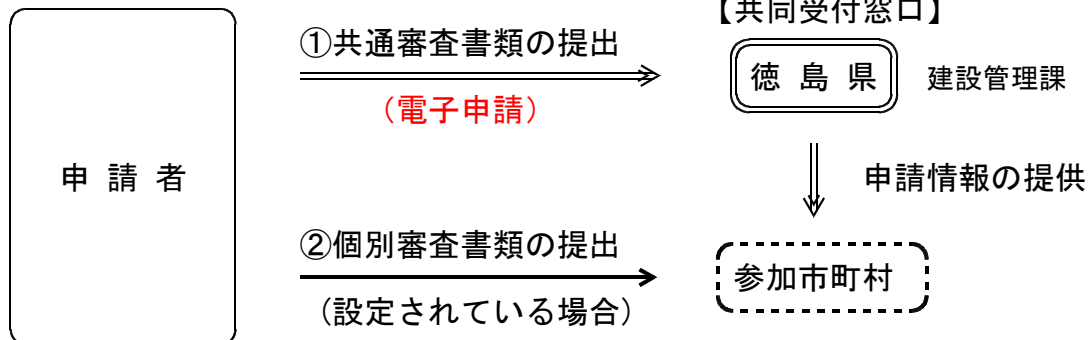 【共同受付窓口】
①共通審査書類の提出
(電子申請)
徳 島 県
建設管理課
申 請 者
申請情報の提供
②個別審査書類の提出
(設定されている場合)
参加市町村